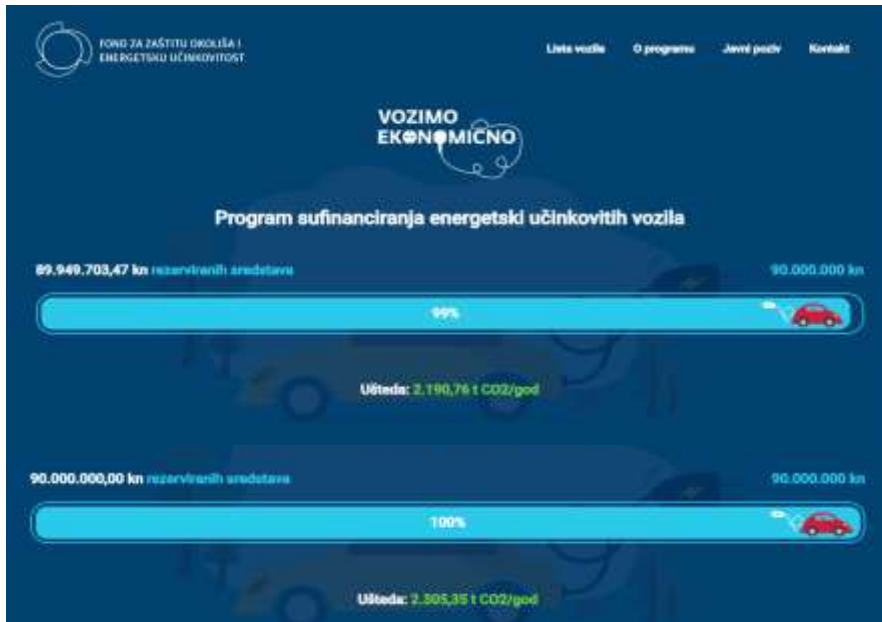 FOND ZA ZAŠTITU OKOLIŠA I
ENERGETSKU UČINKOVITOST
Lista vozila O programu Javni poziv Kontakt
VOZIMO
EKONOMIČNO
Program sufinanciranja energetski učinkovitih vozila
89.949.703,47 kn rezerviranih sredstava 90.000.000 kn
99%
Ušteda: 2.190,76 t CO2/god
90.000.000,00 kn rezerviranih sredstava 90.000.000 kn
100%
Ušteda: 2.305,35 t CO2/god